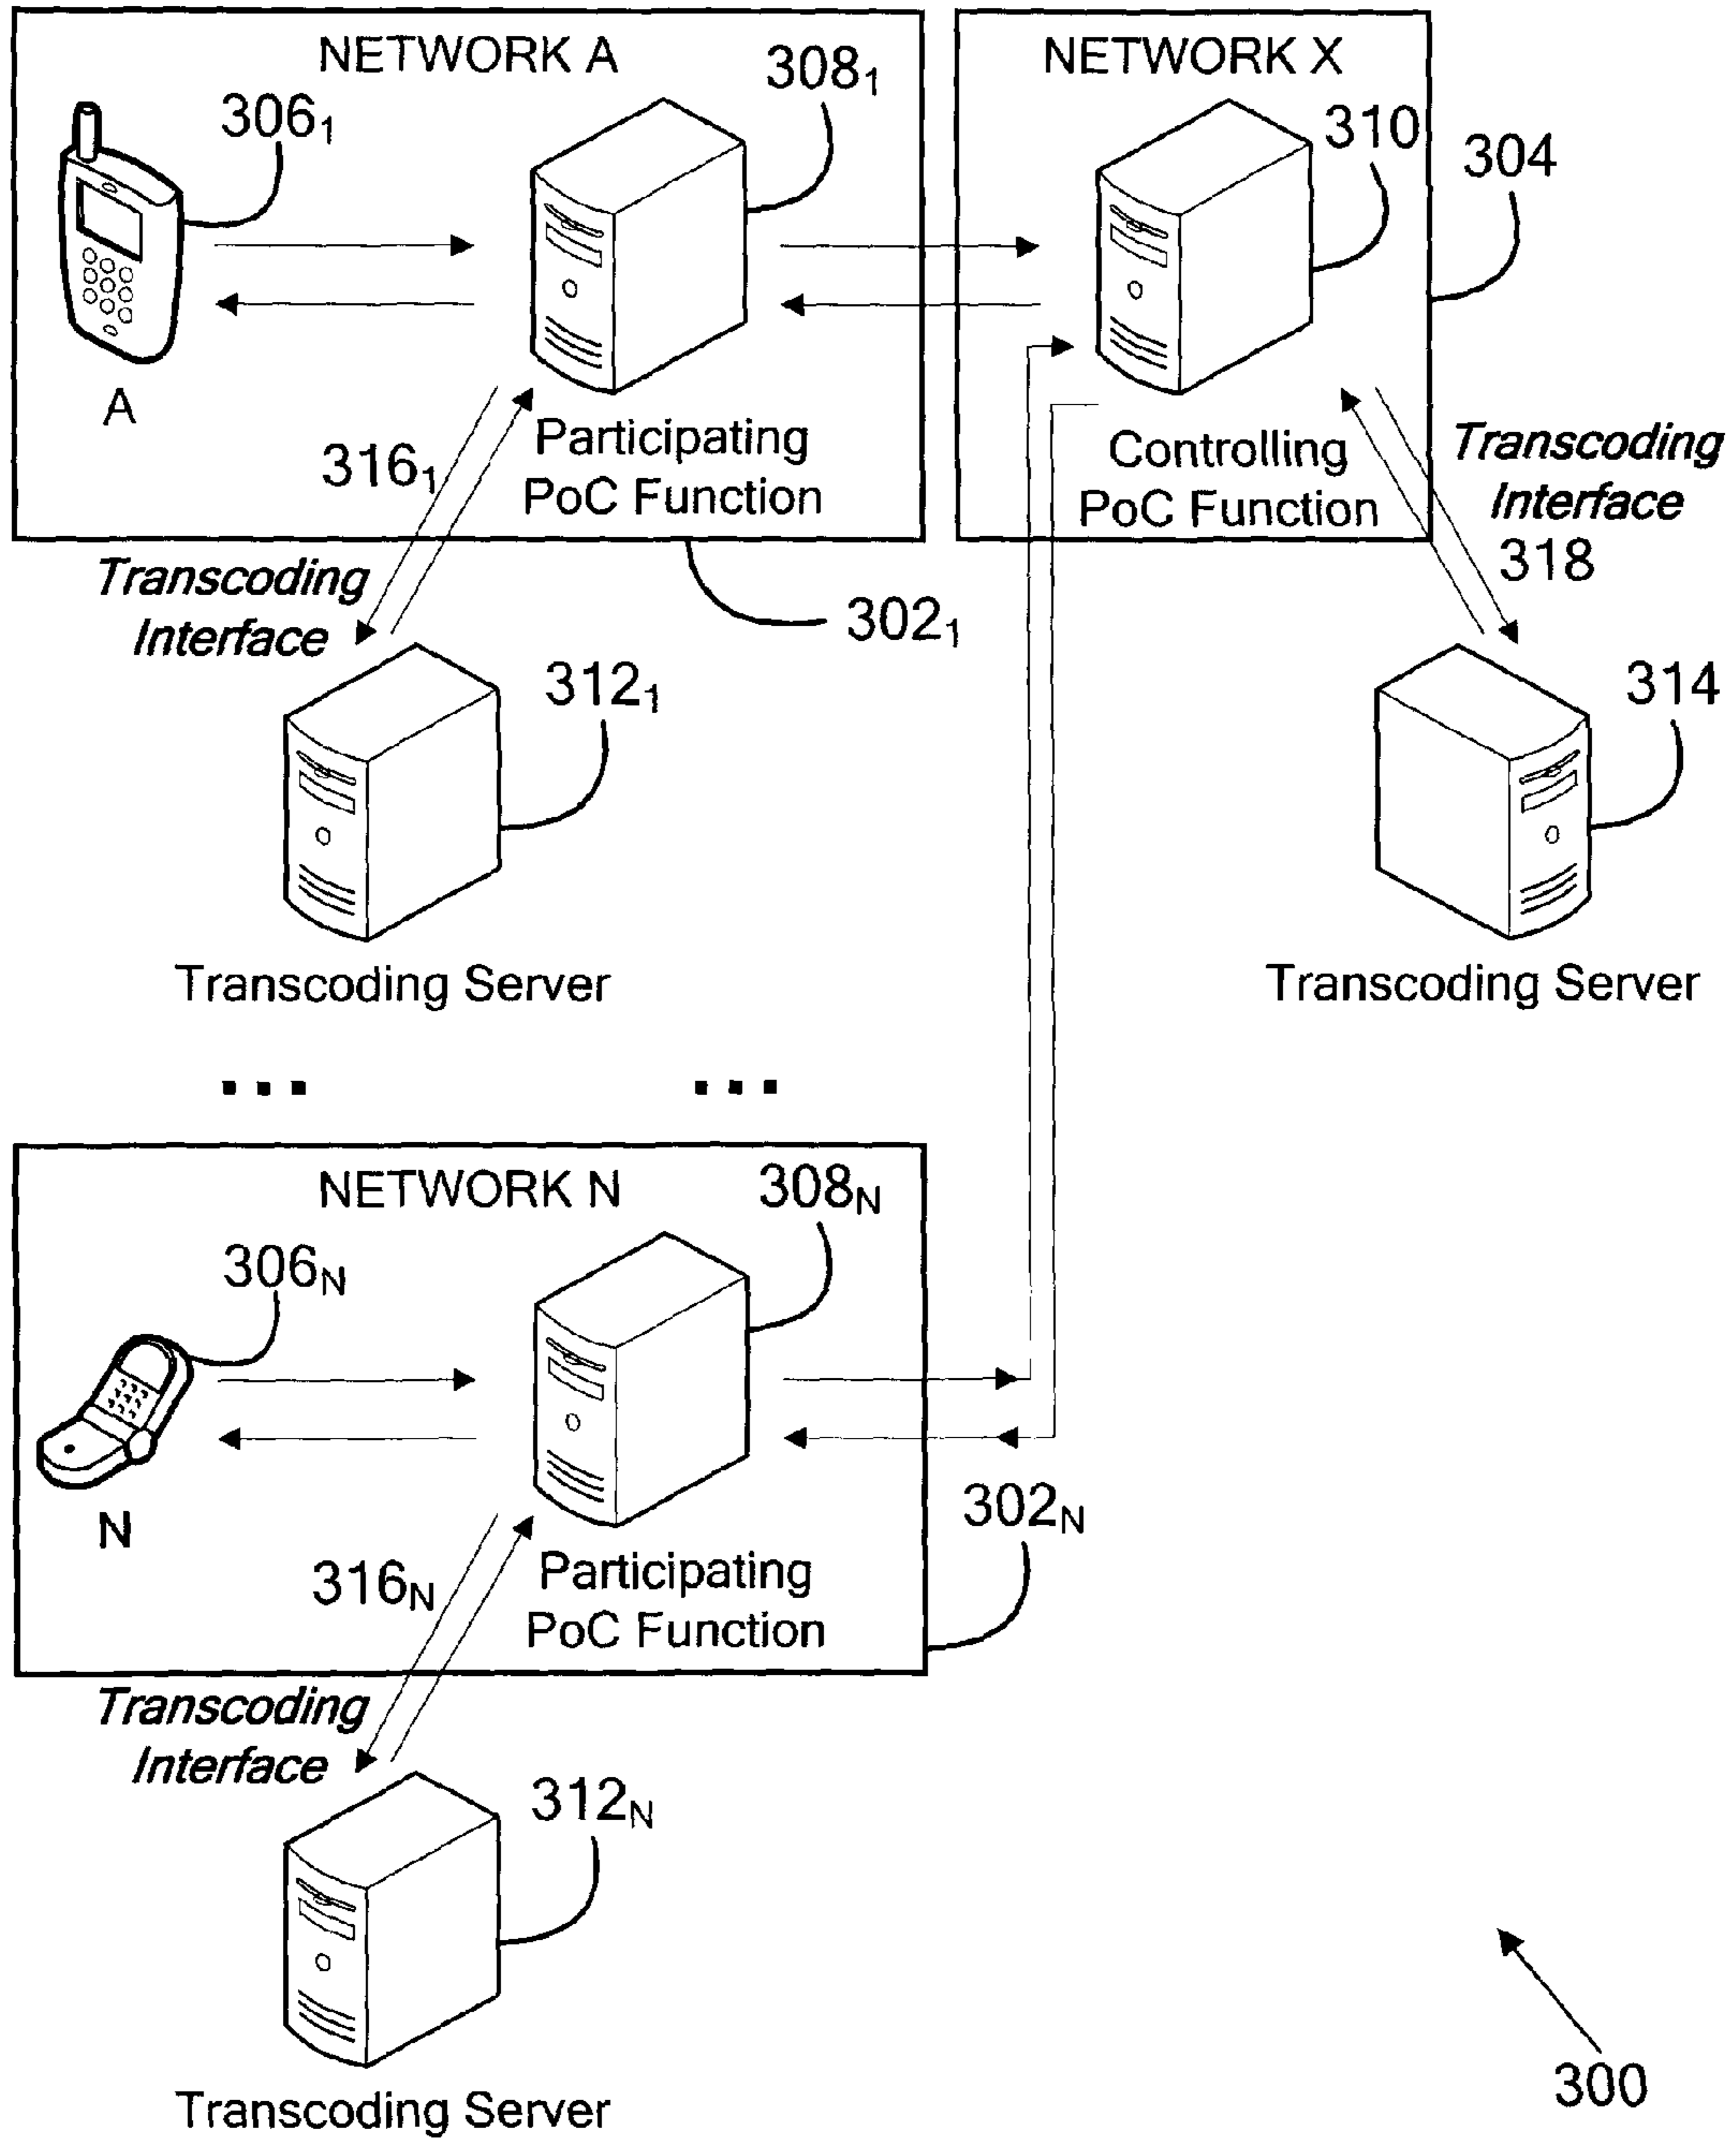 NETWORK A
308₁
306₁
A
316₁
Participating
PoC Function
Transcoding
Interface
302₁
312₁
Transcoding Server
NETWORK X
310
304
Controlling
PoC Function
Transcoding
Interface
318
314
Transcoding Server
... ...
NETWORK N
308N
306N
N
316N
Participating
PoC Function
302N
Transcoding
Interface
312N
Transcoding Server
300